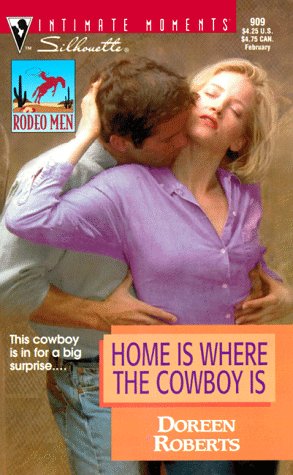 INTIMATE MOMENTS®
™ Silhouette®
909
$4.25 U.S.
$4.75 CAN.
February
RODEO MEN
This cowboy
is in for a big
surprise....
HOME IS WHERE
THE COWBOY IS
DOREEN
ROBERTS